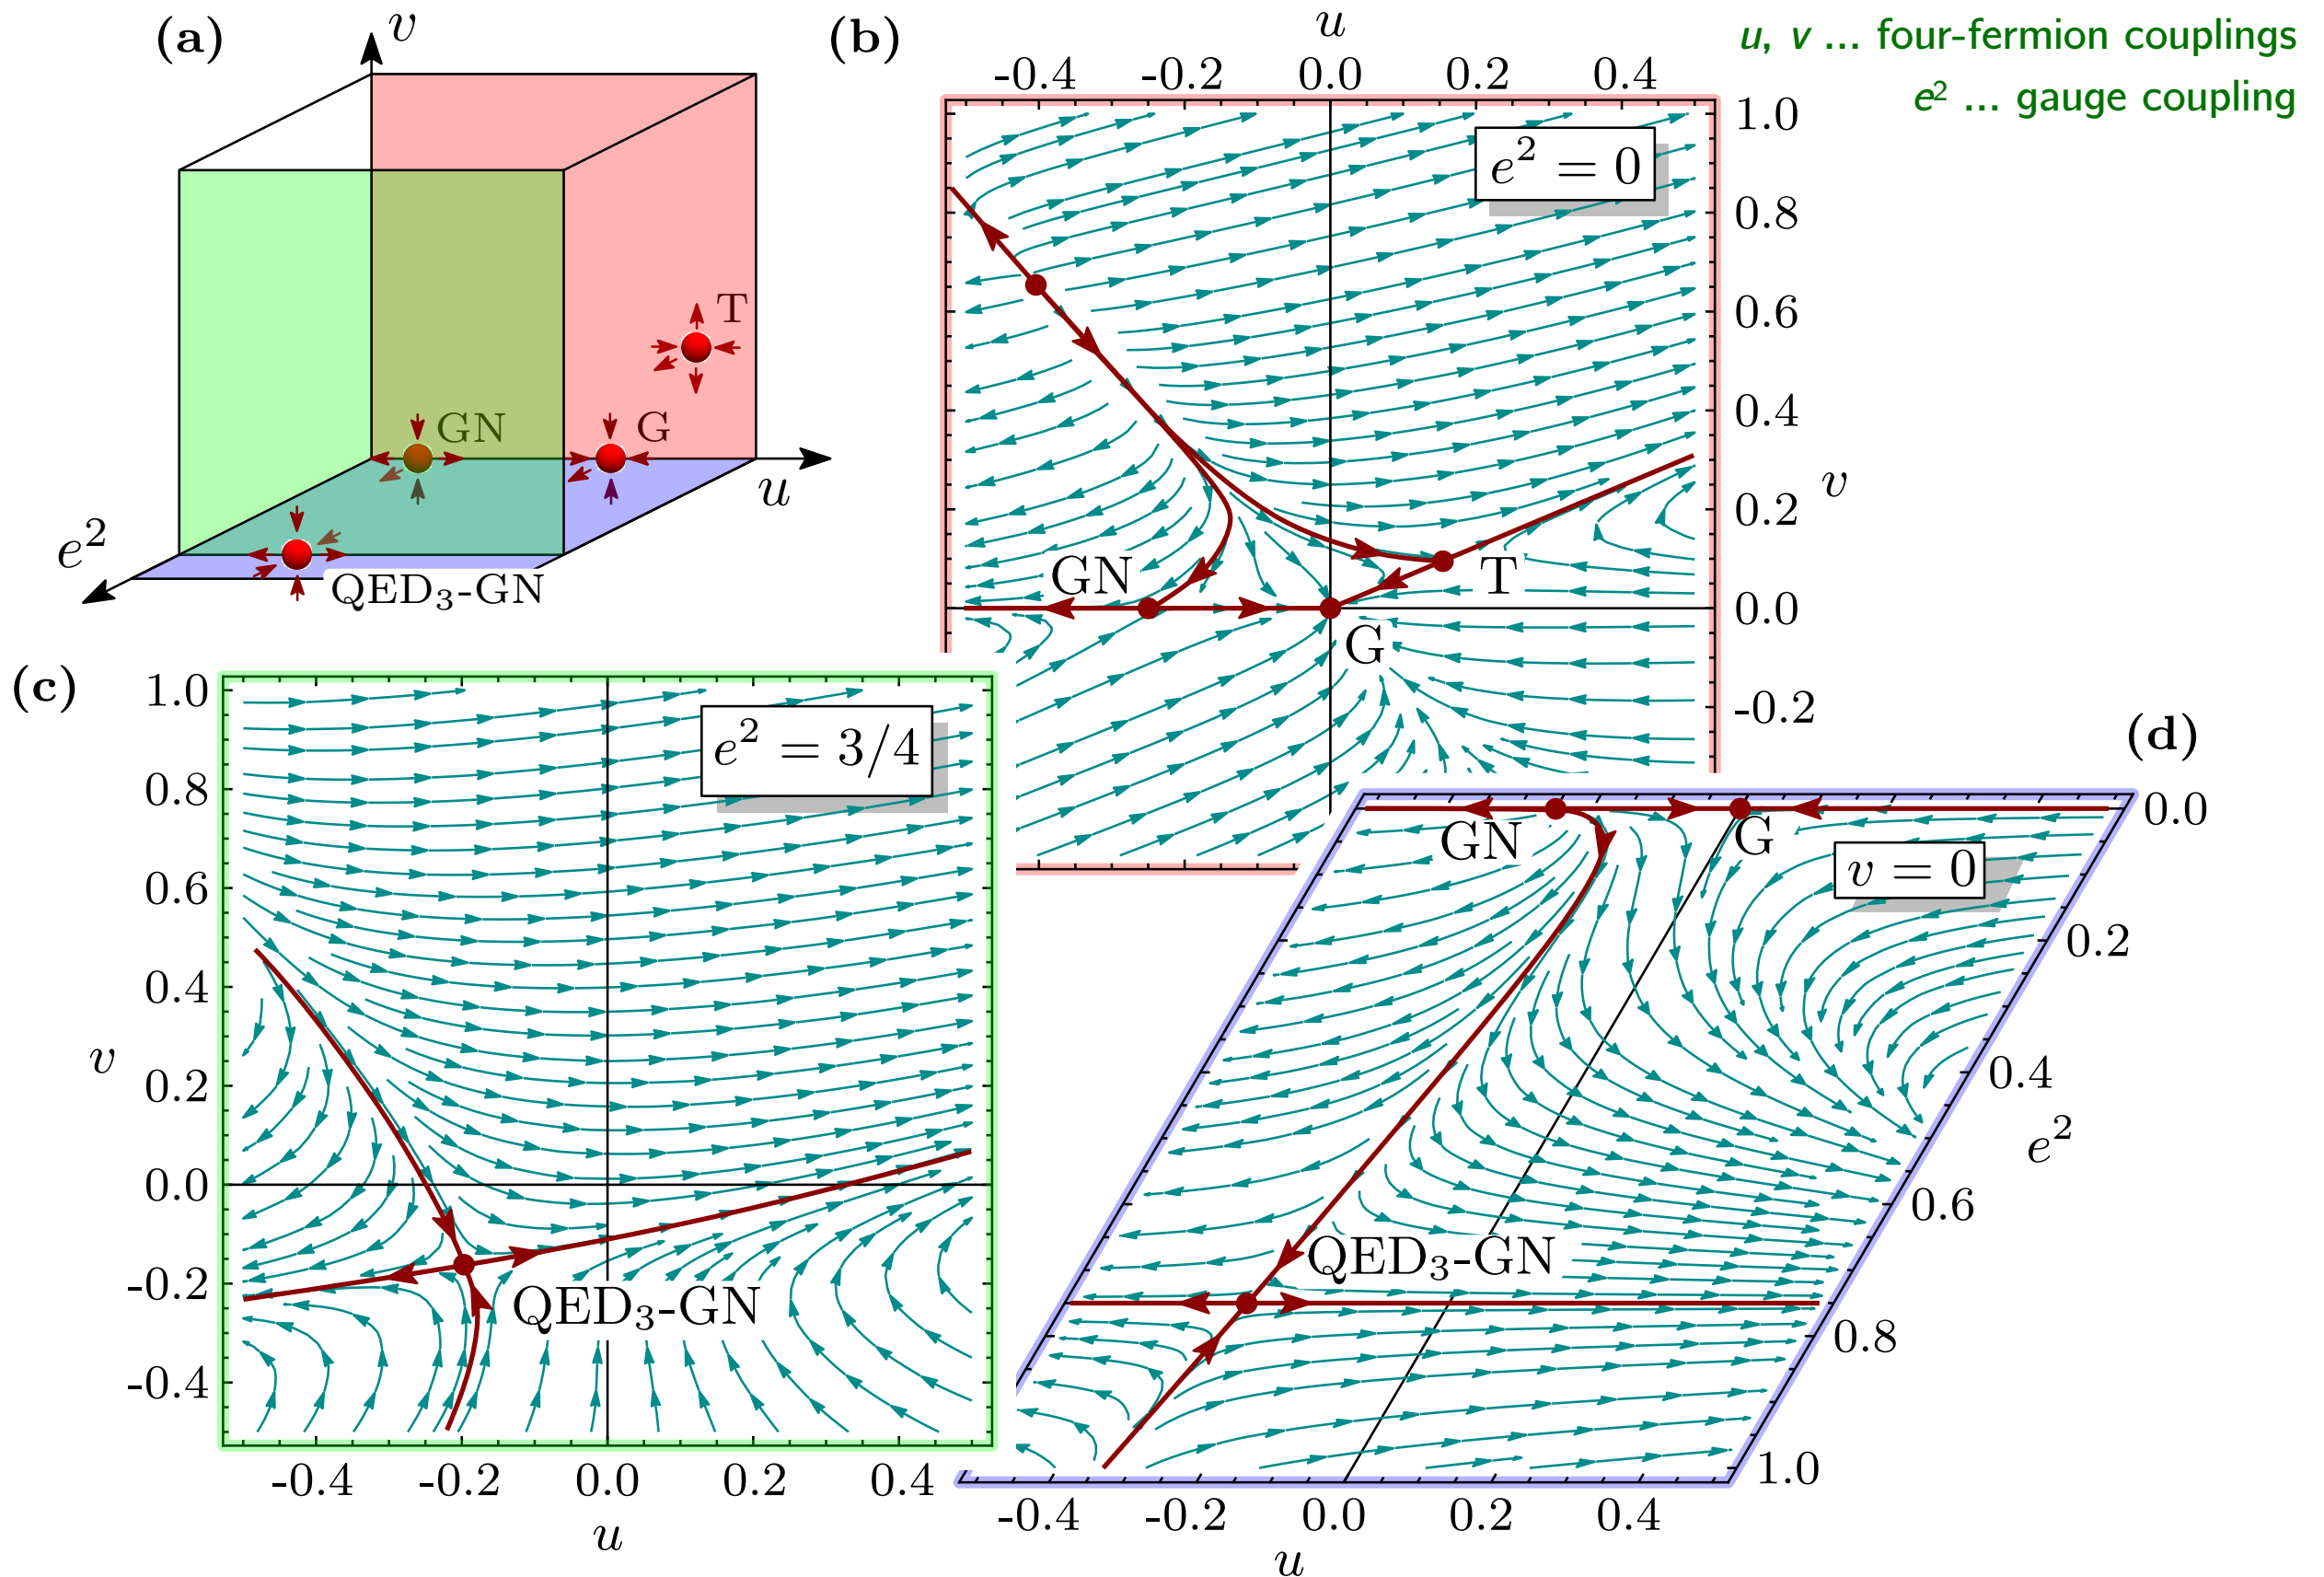 (a)
v
u
e²
T
GN
G
QED₃-GN
(b)
u
-0.4 -0.2 0.0 0.2 0.4
u, v ... four-fermion couplings
e² ... gauge coupling
e² = 0
1.0
0.8
0.6
0.4
0.2
0.0
-0.2
v
GN
T
G
(c)
1.0
0.8
0.6
0.4
0.2
0.0
-0.2
-0.4
v
e² = 3/4
QED₃-GN
-0.4 -0.2 0.0 0.2 0.4
u
(d)
GN
G
v = 0
QED₃-GN
0.0
0.2
0.4
0.6
0.8
1.0
e²
-0.4 -0.2 0.0 0.2 0.4
u